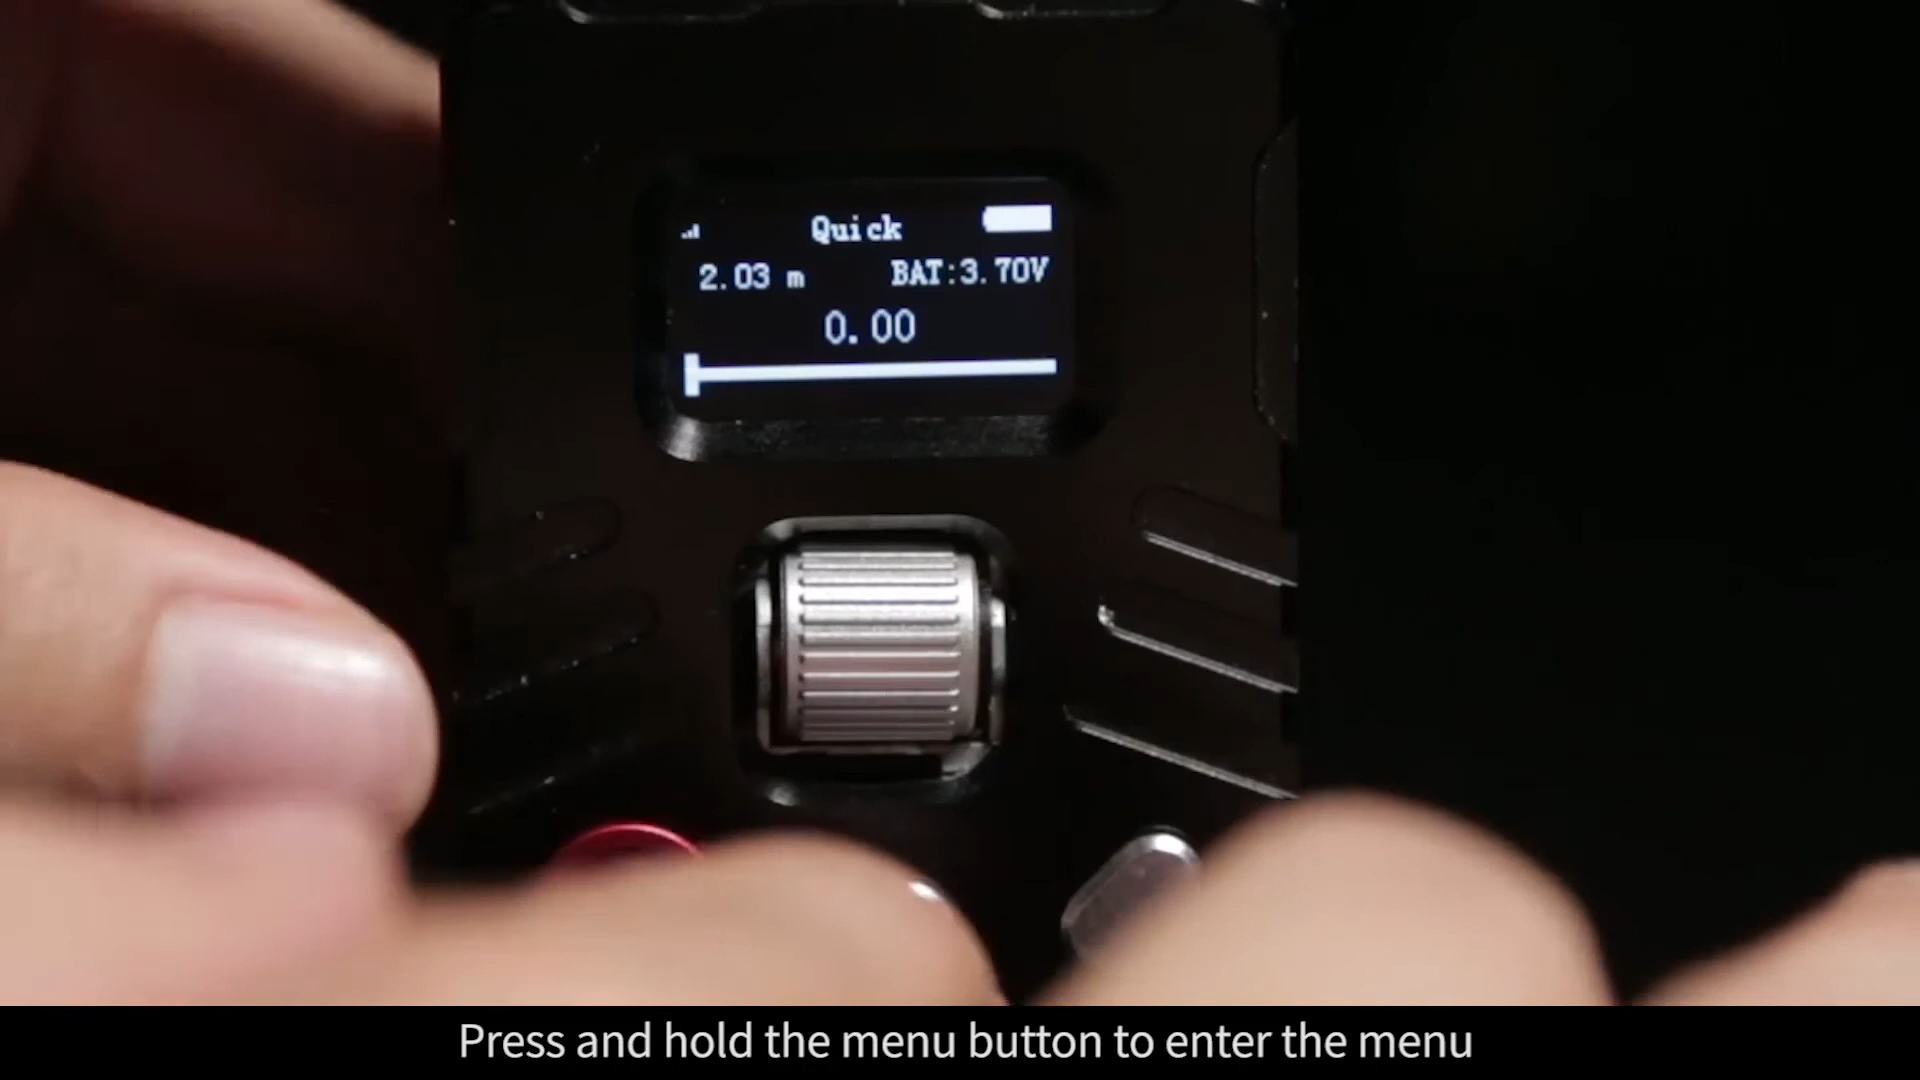 Quick
2.03 m BAT:3.70V
0.00
Press and hold the menu button to enter the menu